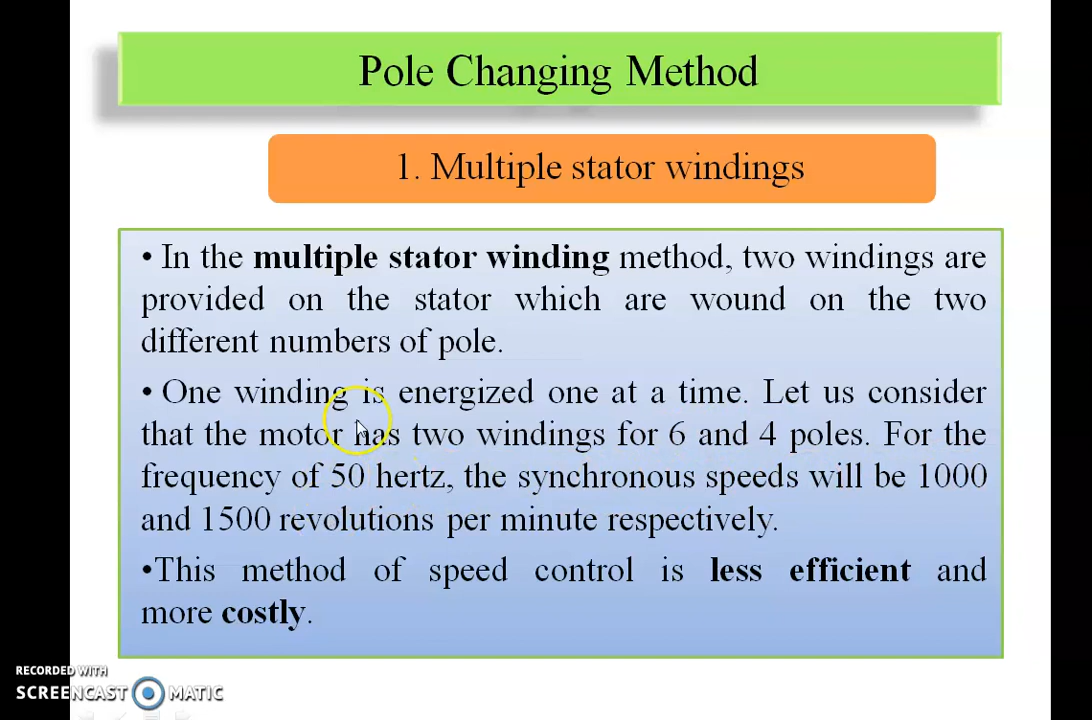 Pole Changing Method
1. Multiple stator windings
• In the multiple stator winding method, two windings are
provided on the stator which are wound on the two
different numbers of pole.
• One winding is energized one at a time. Let us consider
that the motor has two windings for 6 and 4 poles. For the
frequency of 50 hertz, the synchronous speeds will be 1000
and 1500 revolutions per minute respectively.
•This method of speed control is less efficient and
more costly.
RECORDED WITH
SCREENCAST MATIC